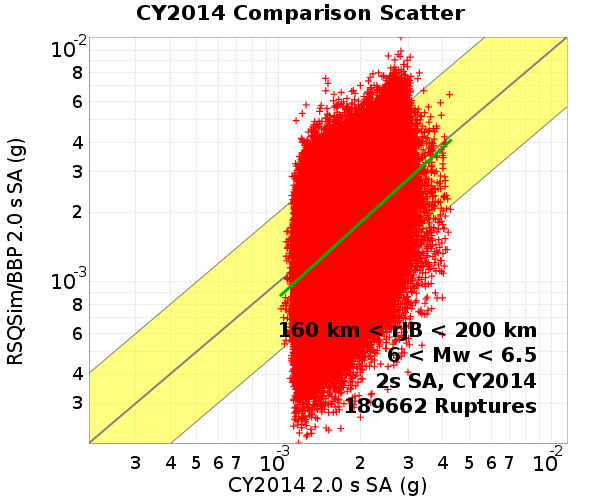 CY2014 Comparison Scatter
RSQSim/BBP 2.0 s SA (g)
10-2
8
6
4
3
2
10-3
8
6
4
3
160 km < rJB < 200 km
6 < Mw < 6.5
2s SA, CY2014
189662 Ruptures
3 4 5 6 7 10-3 2 3 4 5 6 7 10-2
CY2014 2.0 s SA (g)